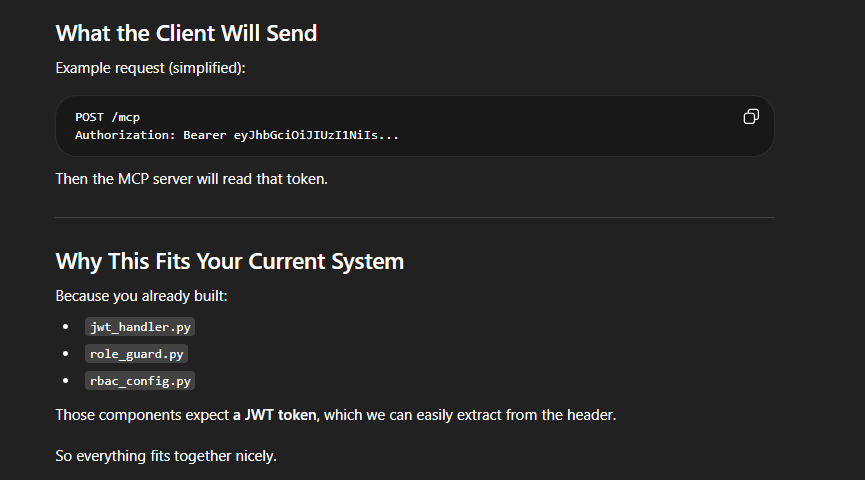 What the Client Will Send
Example request (simplified):
POST /mcp
Authorization: Bearer eyJhbGciOiJIUzI1NiIs...
Then the MCP server will read that token.
Why This Fits Your Current System
Because you already built:
• jwt_handler.py
• role_guard.py
• rbac_config.py
Those components expect a JWT token, which we can easily extract from the header.
So everything fits together nicely.